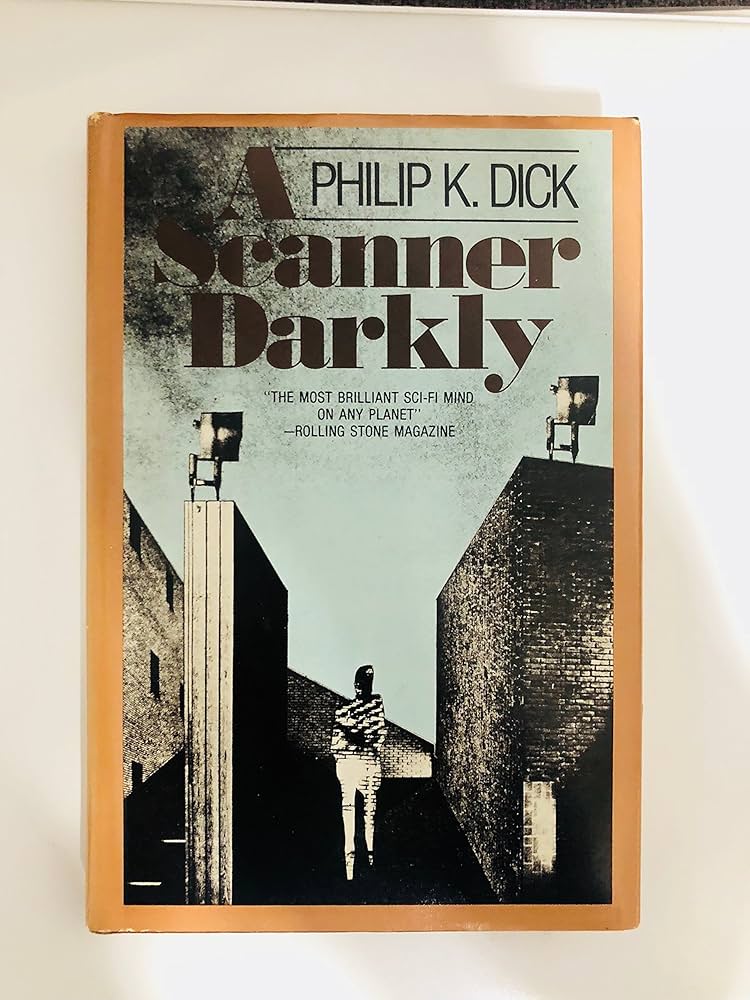 A PHILIP K. DICK
Scanner
Darkly
"THE MOST BRILLIANT SCI-FI MIND
ON ANY PLANET"
—ROLLING STONE MAGAZINE